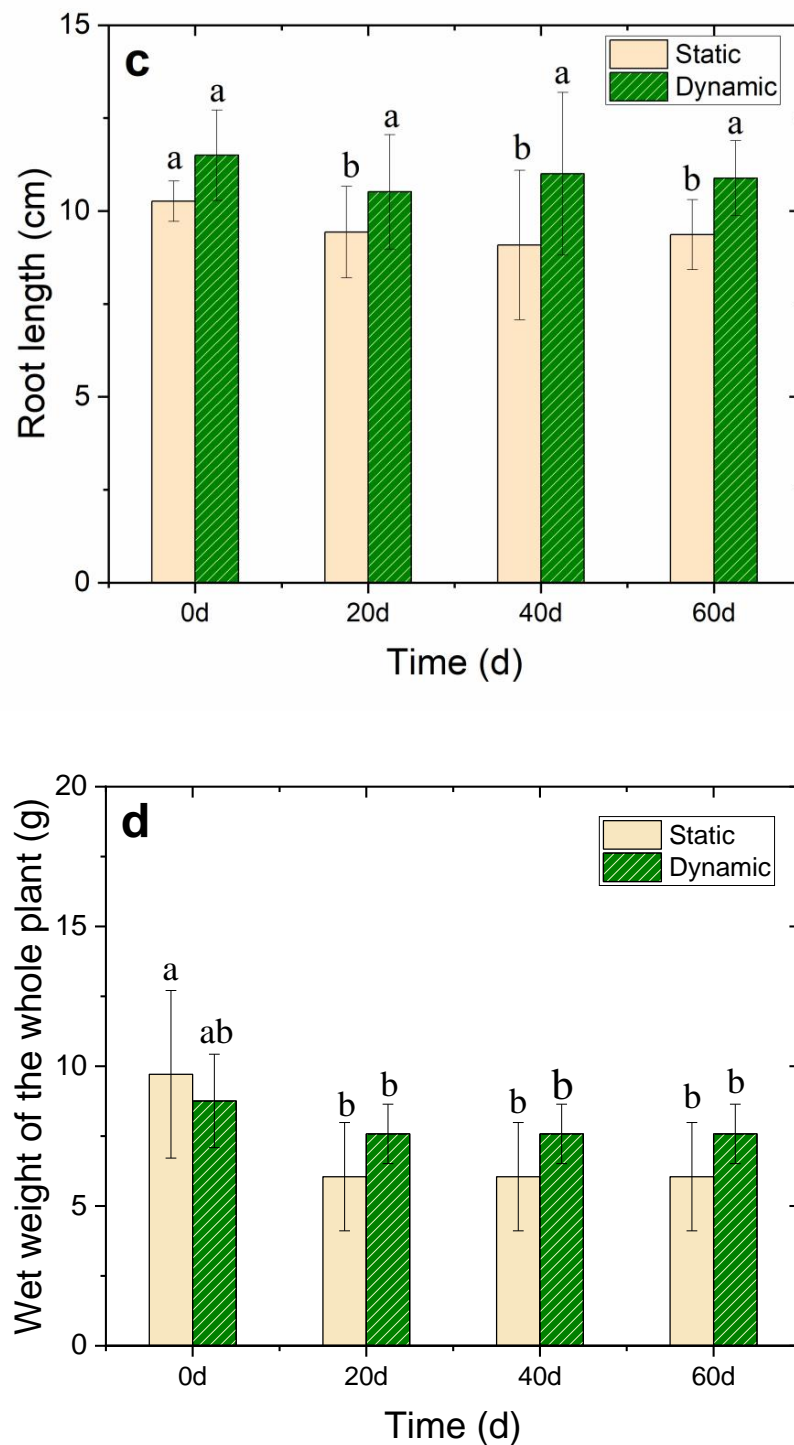 c
Static
Dynamic
a
a
b
a
b
a
b
a
15
10
5
0
Root length (cm)
0d
20d
40d
60d
Time (d)
d
Static
Dynamic
a
ab
b
b
b
b
b
b
20
15
10
5
0
Wet weight of the whole plant (g)
0d
20d
40d
60d
Time (d)